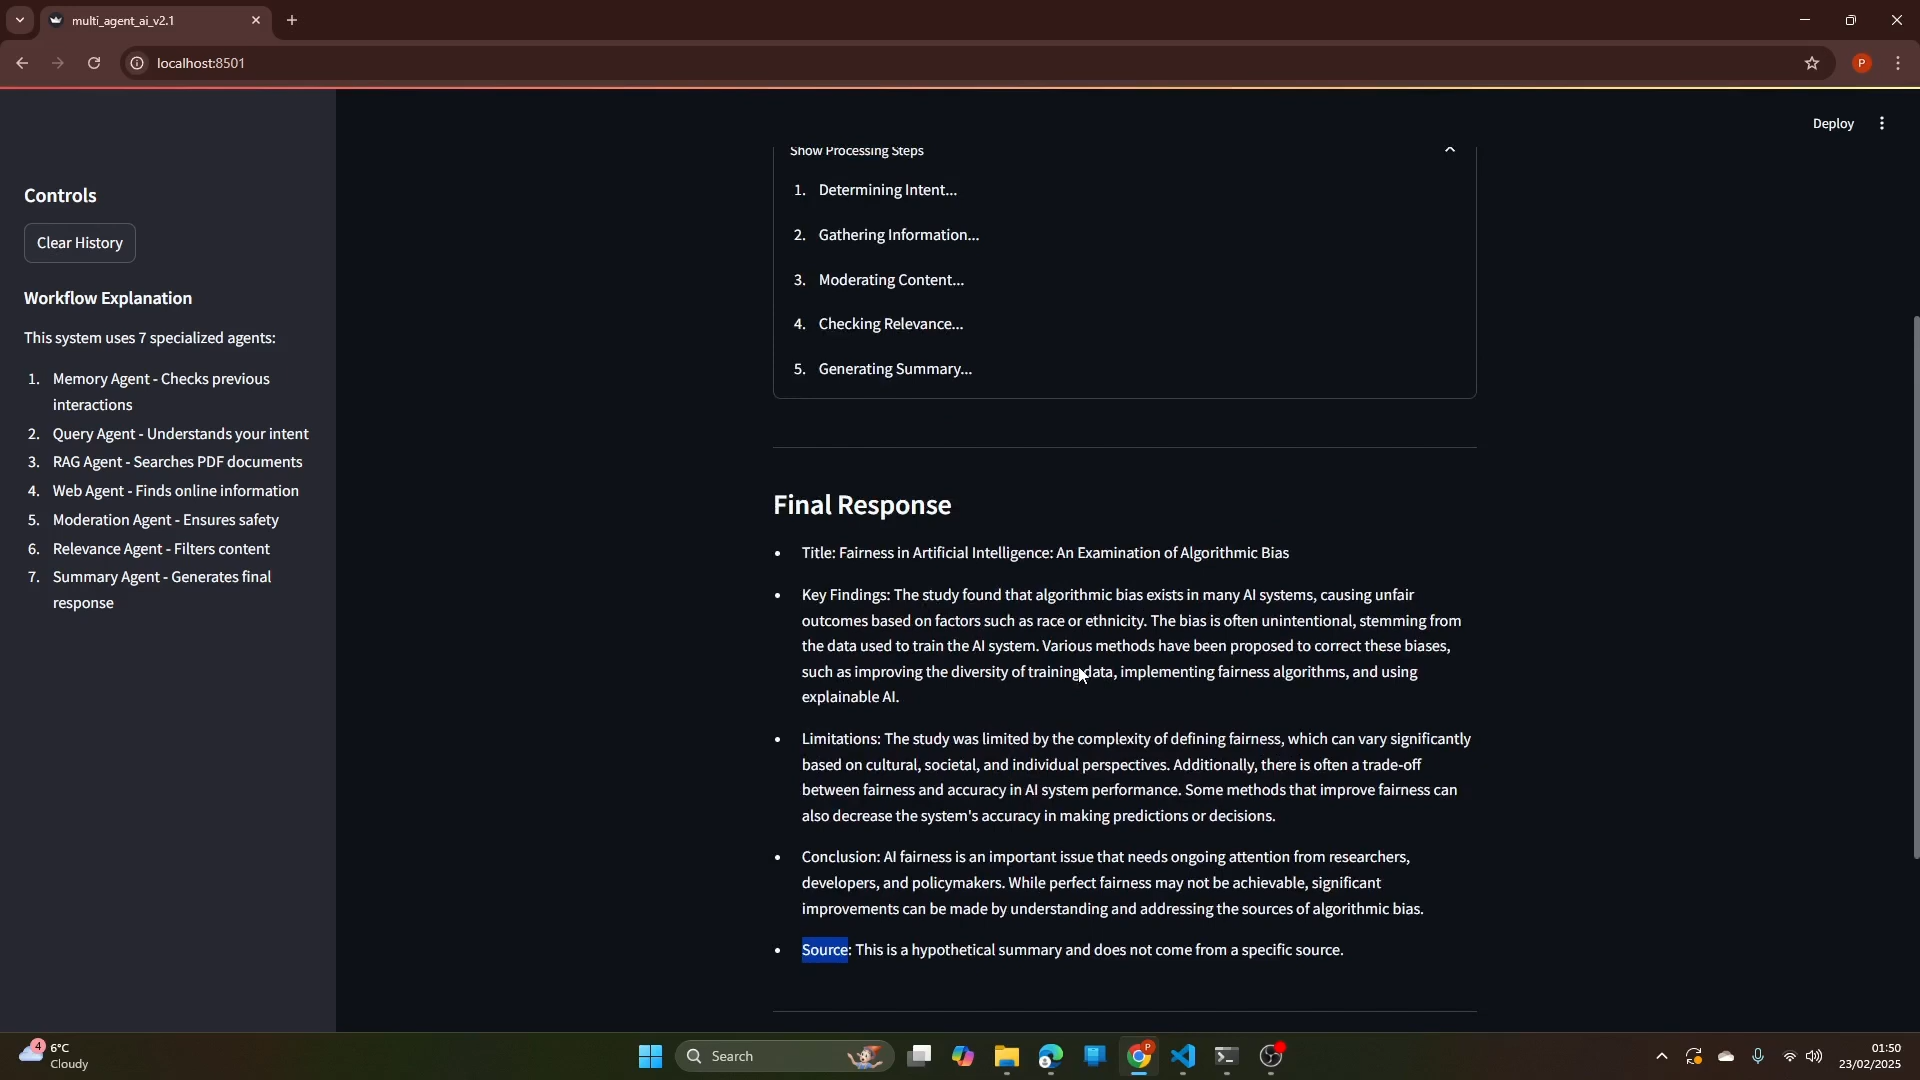 multi_agent_ai_v2.1
localhost:8501
P
Deploy
Controls
Clear History
Workflow Explanation
This system uses 7 specialized agents:
1. Memory Agent - Checks previous
interactions
2. Query Agent - Understands your intent
3. RAG Agent - Searches PDF documents
4. Web Agent - Finds online information
5. Moderation Agent - Ensures safety
6. Relevance Agent - Filters content
7. Summary Agent - Generates final
response
Show Processing Steps
1. Determining Intent...
2. Gathering Information...
3. Moderating Content...
4. Checking Relevance...
5. Generating Summary...
Final Response
• Title: Fairness in Artificial Intelligence: An Examination of Algorithmic Bias
• Key Findings: The study found that algorithmic bias exists in many AI systems, causing unfair
outcomes based on factors such as race or ethnicity. The bias is often unintentional, stemming from
the data used to train the AI system. Various methods have been proposed to correct these biases,
such as improving the diversity of training data, implementing fairness algorithms, and using
explainable AI.
• Limitations: The study was limited by the complexity of defining fairness, which can vary significantly
based on cultural, societal, and individual perspectives. Additionally, there is often a trade-off
between fairness and accuracy in AI system performance. Some methods that improve fairness can
also decrease the system's accuracy in making predictions or decisions.
• Conclusion: AI fairness is an important issue that needs ongoing attention from researchers,
developers, and policymakers. While perfect fairness may not be achievable, significant
improvements can be made by understanding and addressing the sources of algorithmic bias.
• Source: This is a hypothetical summary and does not come from a specific source.
4
6°C
Cloudy
Search
P
01:50
23/02/2025